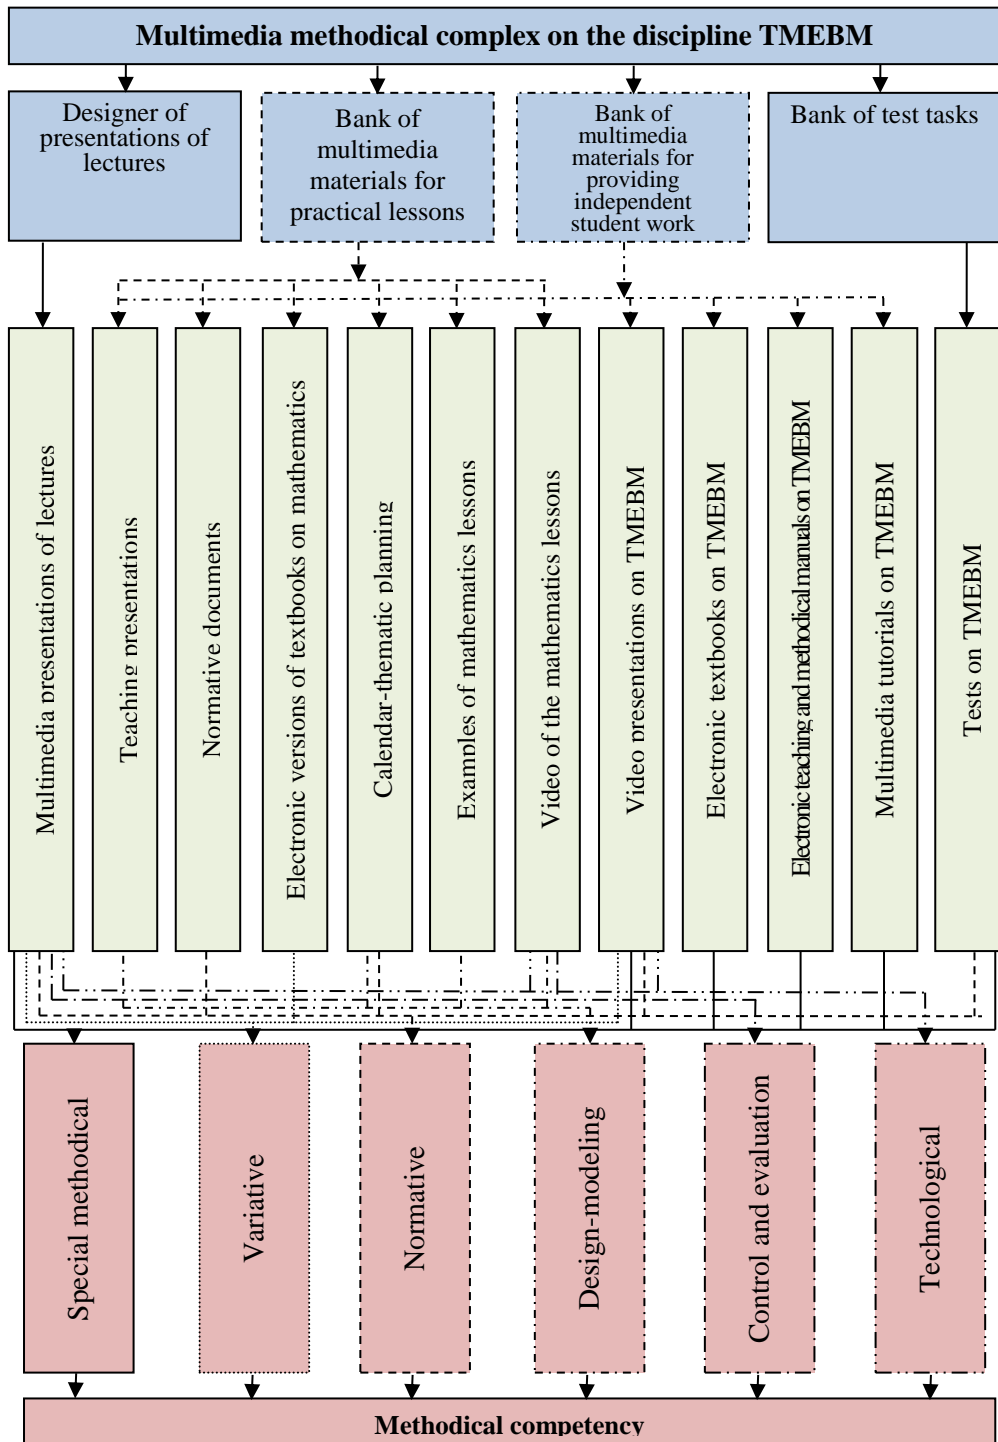 Multimedia methodical complex on the discipline TMEBM
Designer of
presentations of
lectures
Bank of
multimedia
materials for
practical lessons
Bank of
multimedia
materials for
providing
independent
student work
Bank of test tasks
Multimedia presentations of lectures
Teaching presentations
Normative documents
Electronic versions of textbooks on mathematics
Calendar-thematic planning
Examples of mathematics lessons
Video of the mathematics lessons
Video presentations on TMEBM
Electronic textbooks on TMEBM
Electronic teaching and methodical manuals on TMEBM
Multimedia tutorials on TMEBM
Tests on TMEBM
Special methodical
Variative
Normative
Design-modeling
Control and evaluation
Technological
Methodical competency